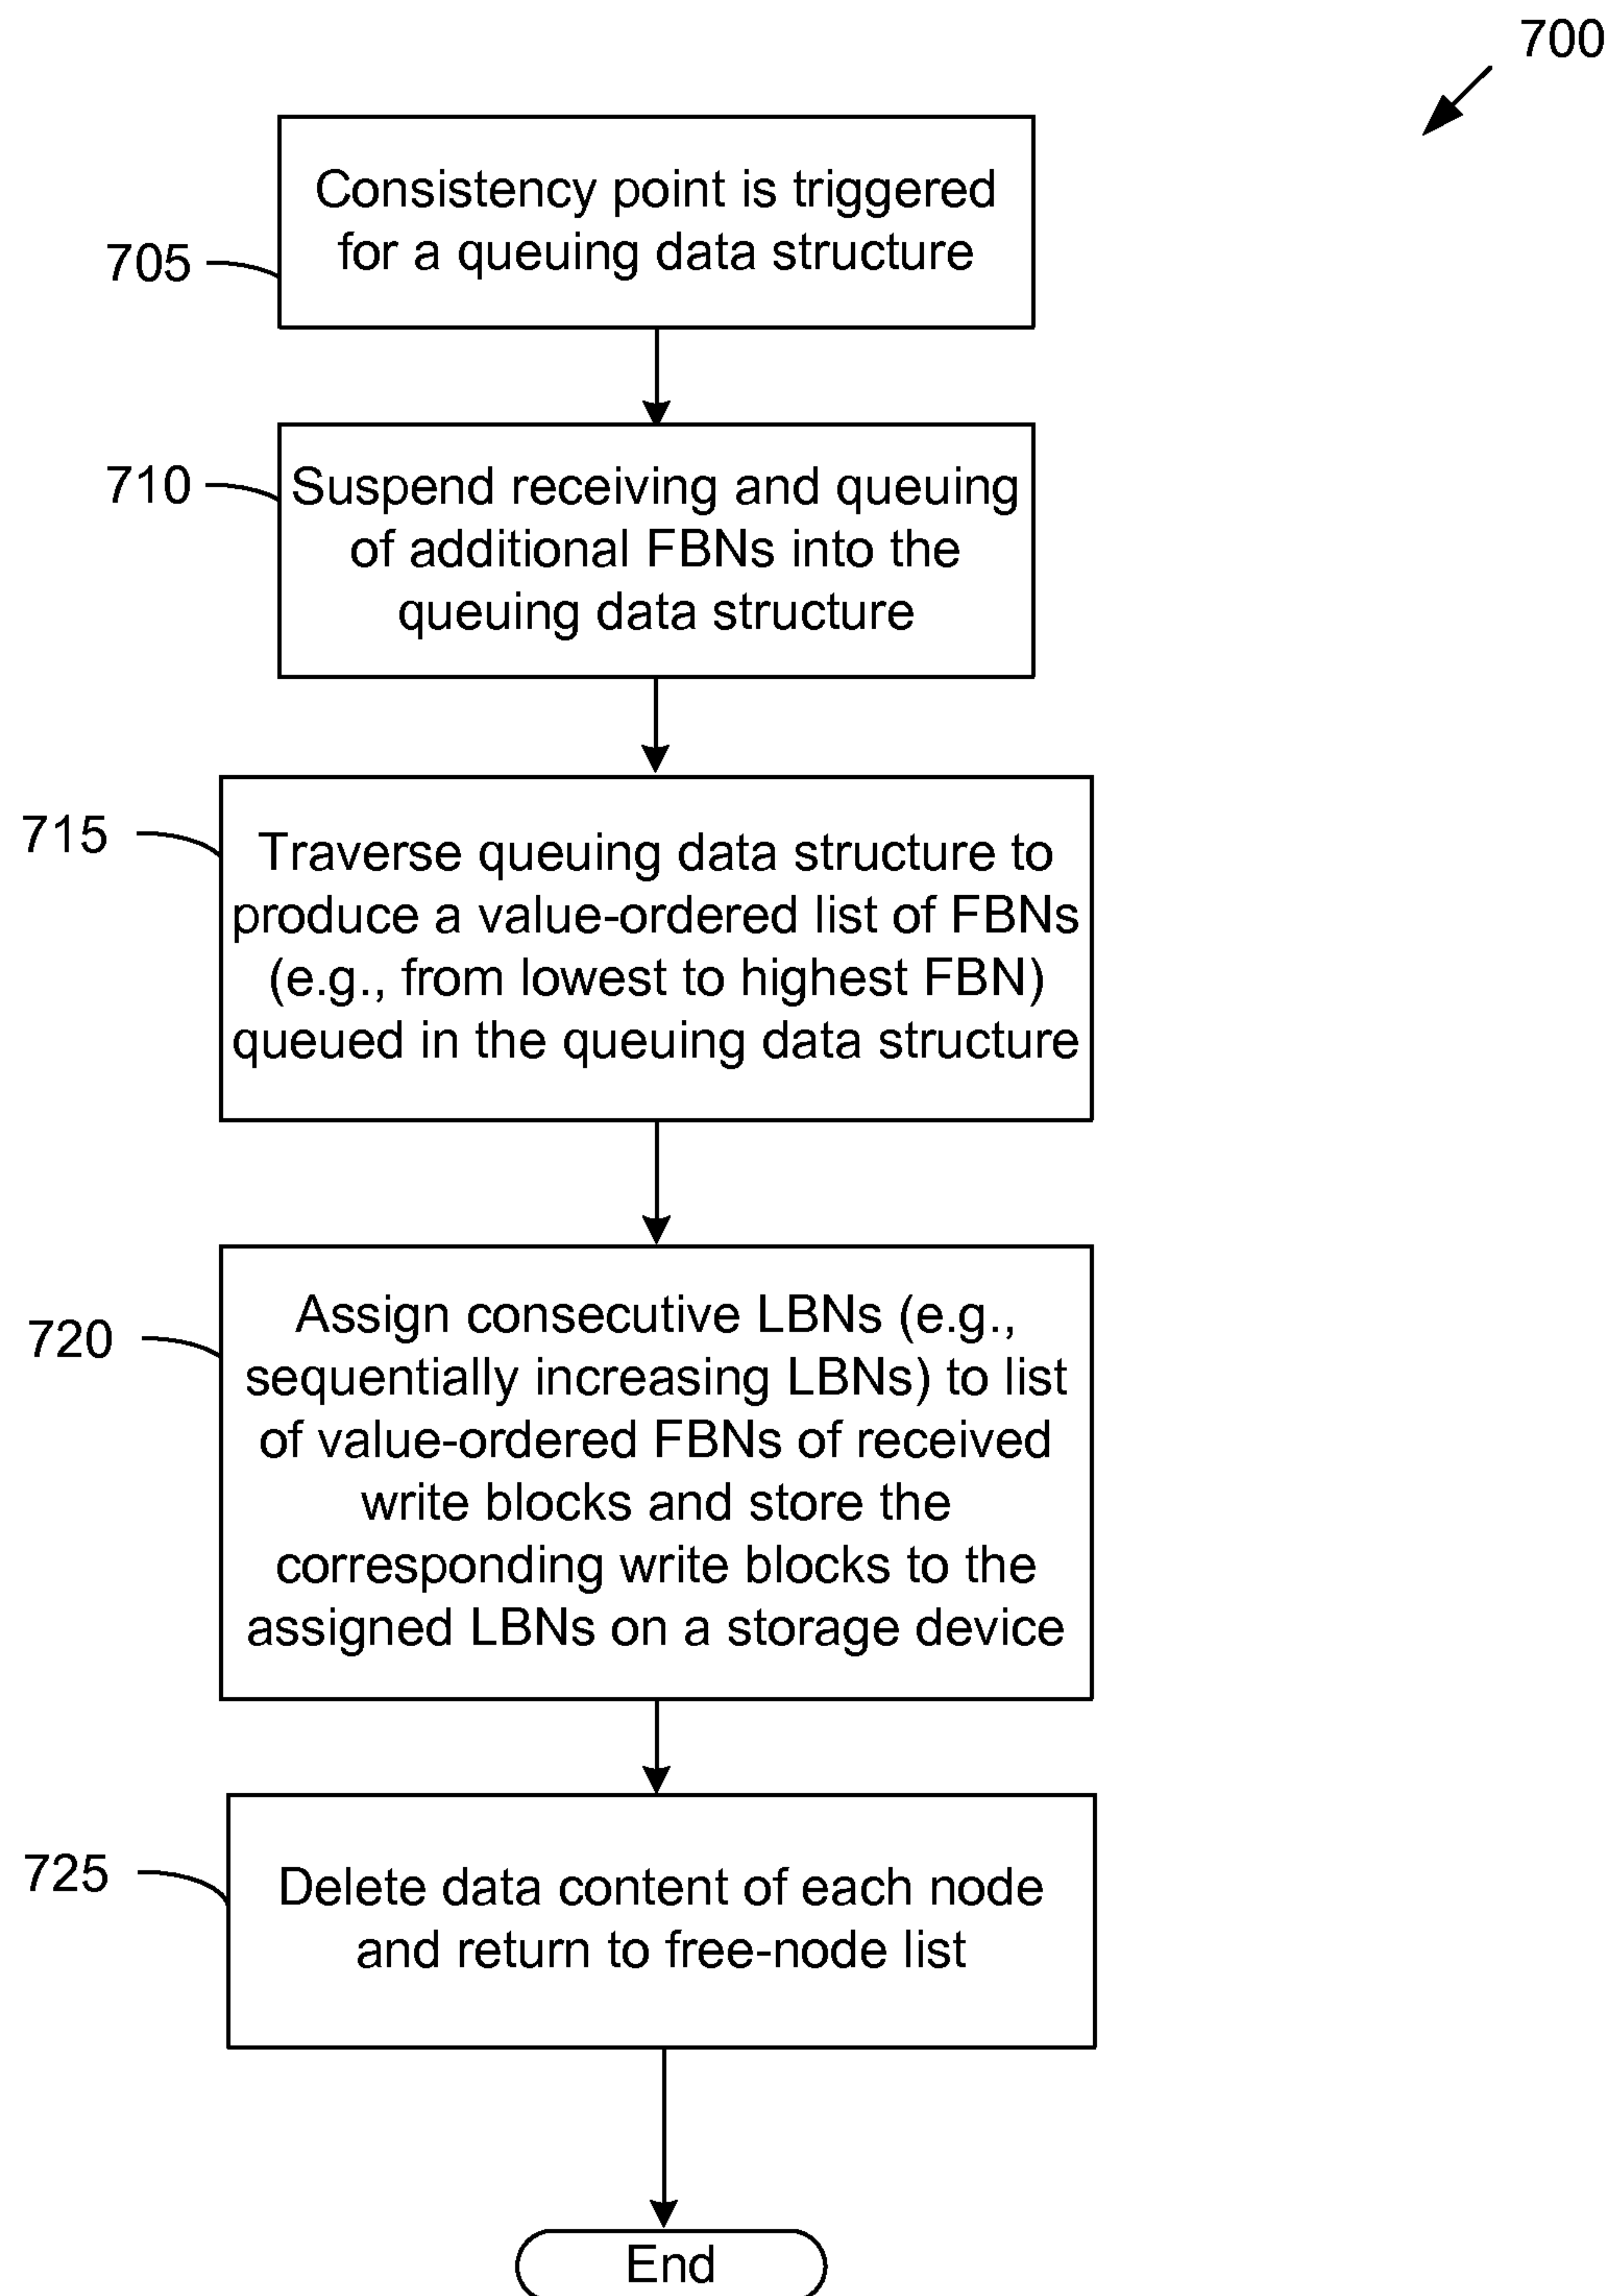 700
Consistency point is triggered
for a queuing data structure
705
710
Suspend receiving and queuing
of additional FBNs into the
queuing data structure
715
Traverse queuing data structure to
produce a value-ordered list of FBNs
(e.g., from lowest to highest FBN)
queued in the queuing data structure
720
Assign consecutive LBNs (e.g.,
sequentially increasing LBNs) to list
of value-ordered FBNs of received
write blocks and store the
corresponding write blocks to the
assigned LBNs on a storage device
725
Delete data content of each node
and return to free-node list
End